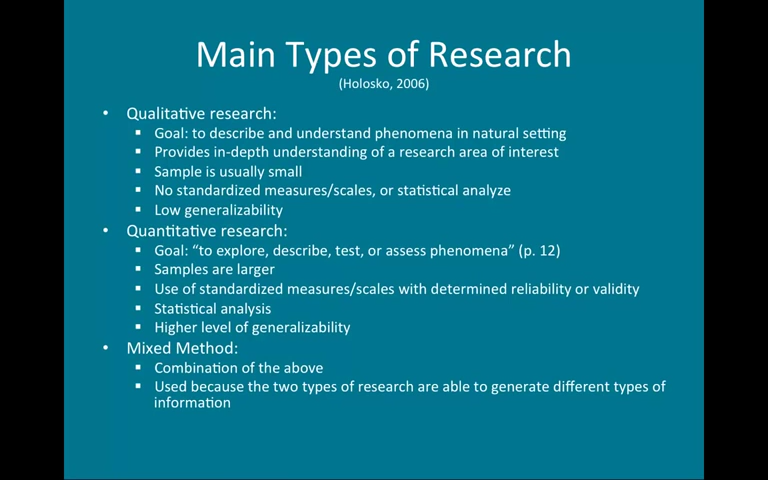 Main Types of Research
(Holosko, 2006)
• Qualitative research:
▪ Goal: to describe and understand phenomena in natural setting
▪ Provides in-depth understanding of a research area of interest
▪ Sample is usually small
▪ No standardized measures/scales, or statistical analyze
▪ Low generalizability
• Quantitative research:
▪ Goal: “to explore, describe, test, or assess phenomena” (p. 12)
▪ Samples are larger
▪ Use of standardized measures/scales with determined reliability or validity
▪ Statistical analysis
▪ Higher level of generalizability
• Mixed Method:
▪ Combination of the above
▪ Used because the two types of research are able to generate different types of
information